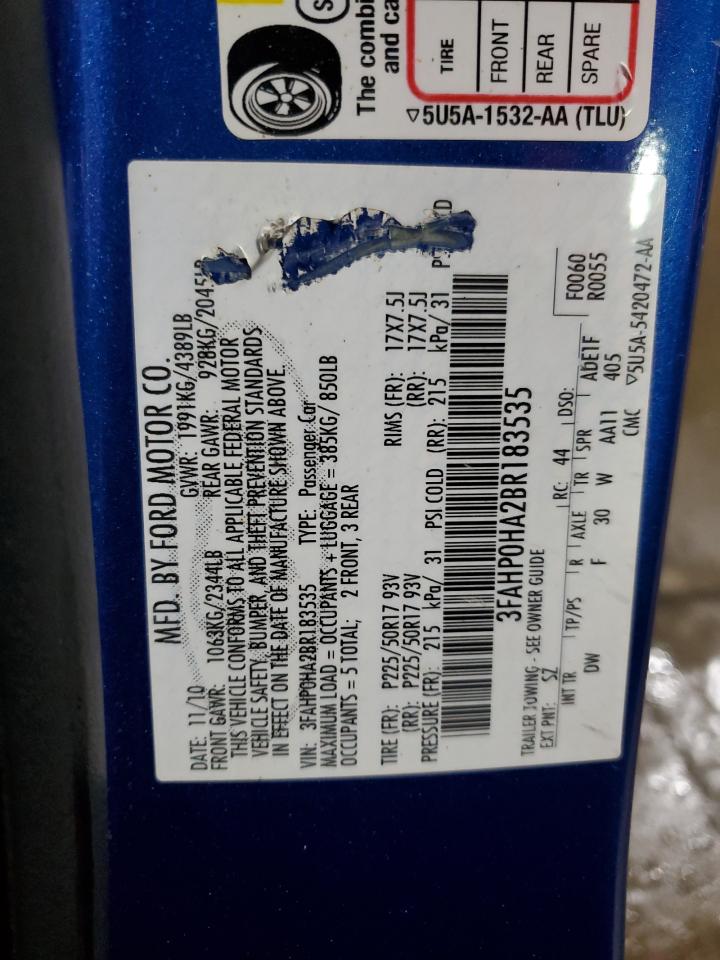 The combi
and ca
TIRE
FRONT
REAR
SPARE
▽5U5A-1532-AA (TLU)
MFD. BY FORD MOTOR CO.
DATE: 11/10 GVWR: 1991KG/4389LB
FRONT GAWR: 1063KG/2344LB REAR GAWR: 928KG/2045LB
THIS VEHICLE CONFORMS TO ALL APPLICABLE FEDERAL MOTOR
VEHICLE SAFETY, BUMPER, AND THEFT PREVENTION STANDARDS
IN EFFECT ON THE DATE OF MANUFACTURE SHOWN ABOVE.
VIN: 3FAHP0HA2BR183535 TYPE: Passenger Car
MAXIMUM LOAD = OCCUPANTS + LUGGAGE = 385KG/ 850LB
OCCUPANTS = 5 TOTAL; 2 FRONT, 3 REAR
TIRE (FR): P225/50R17 93V RIMS (FR): 17X7.5J
(RR): P225/50R17 93V (RR): 17X7.5J
PRESSURE (FR): 215 kPa/ 31 PSI COLD (RR): 215 kPa/ 31 P LD
3FAHP0HA2BR183535
F0060
R0055
TRAILER TOWING - SEE OWNER GUIDE
EXT PNT: SZ RC: 44 DSO:
INT TR TP/PS R AXLE TR SPR AbE1F
DW F 30 W AA11 405
CMC ▽5U5A-5420472-AA